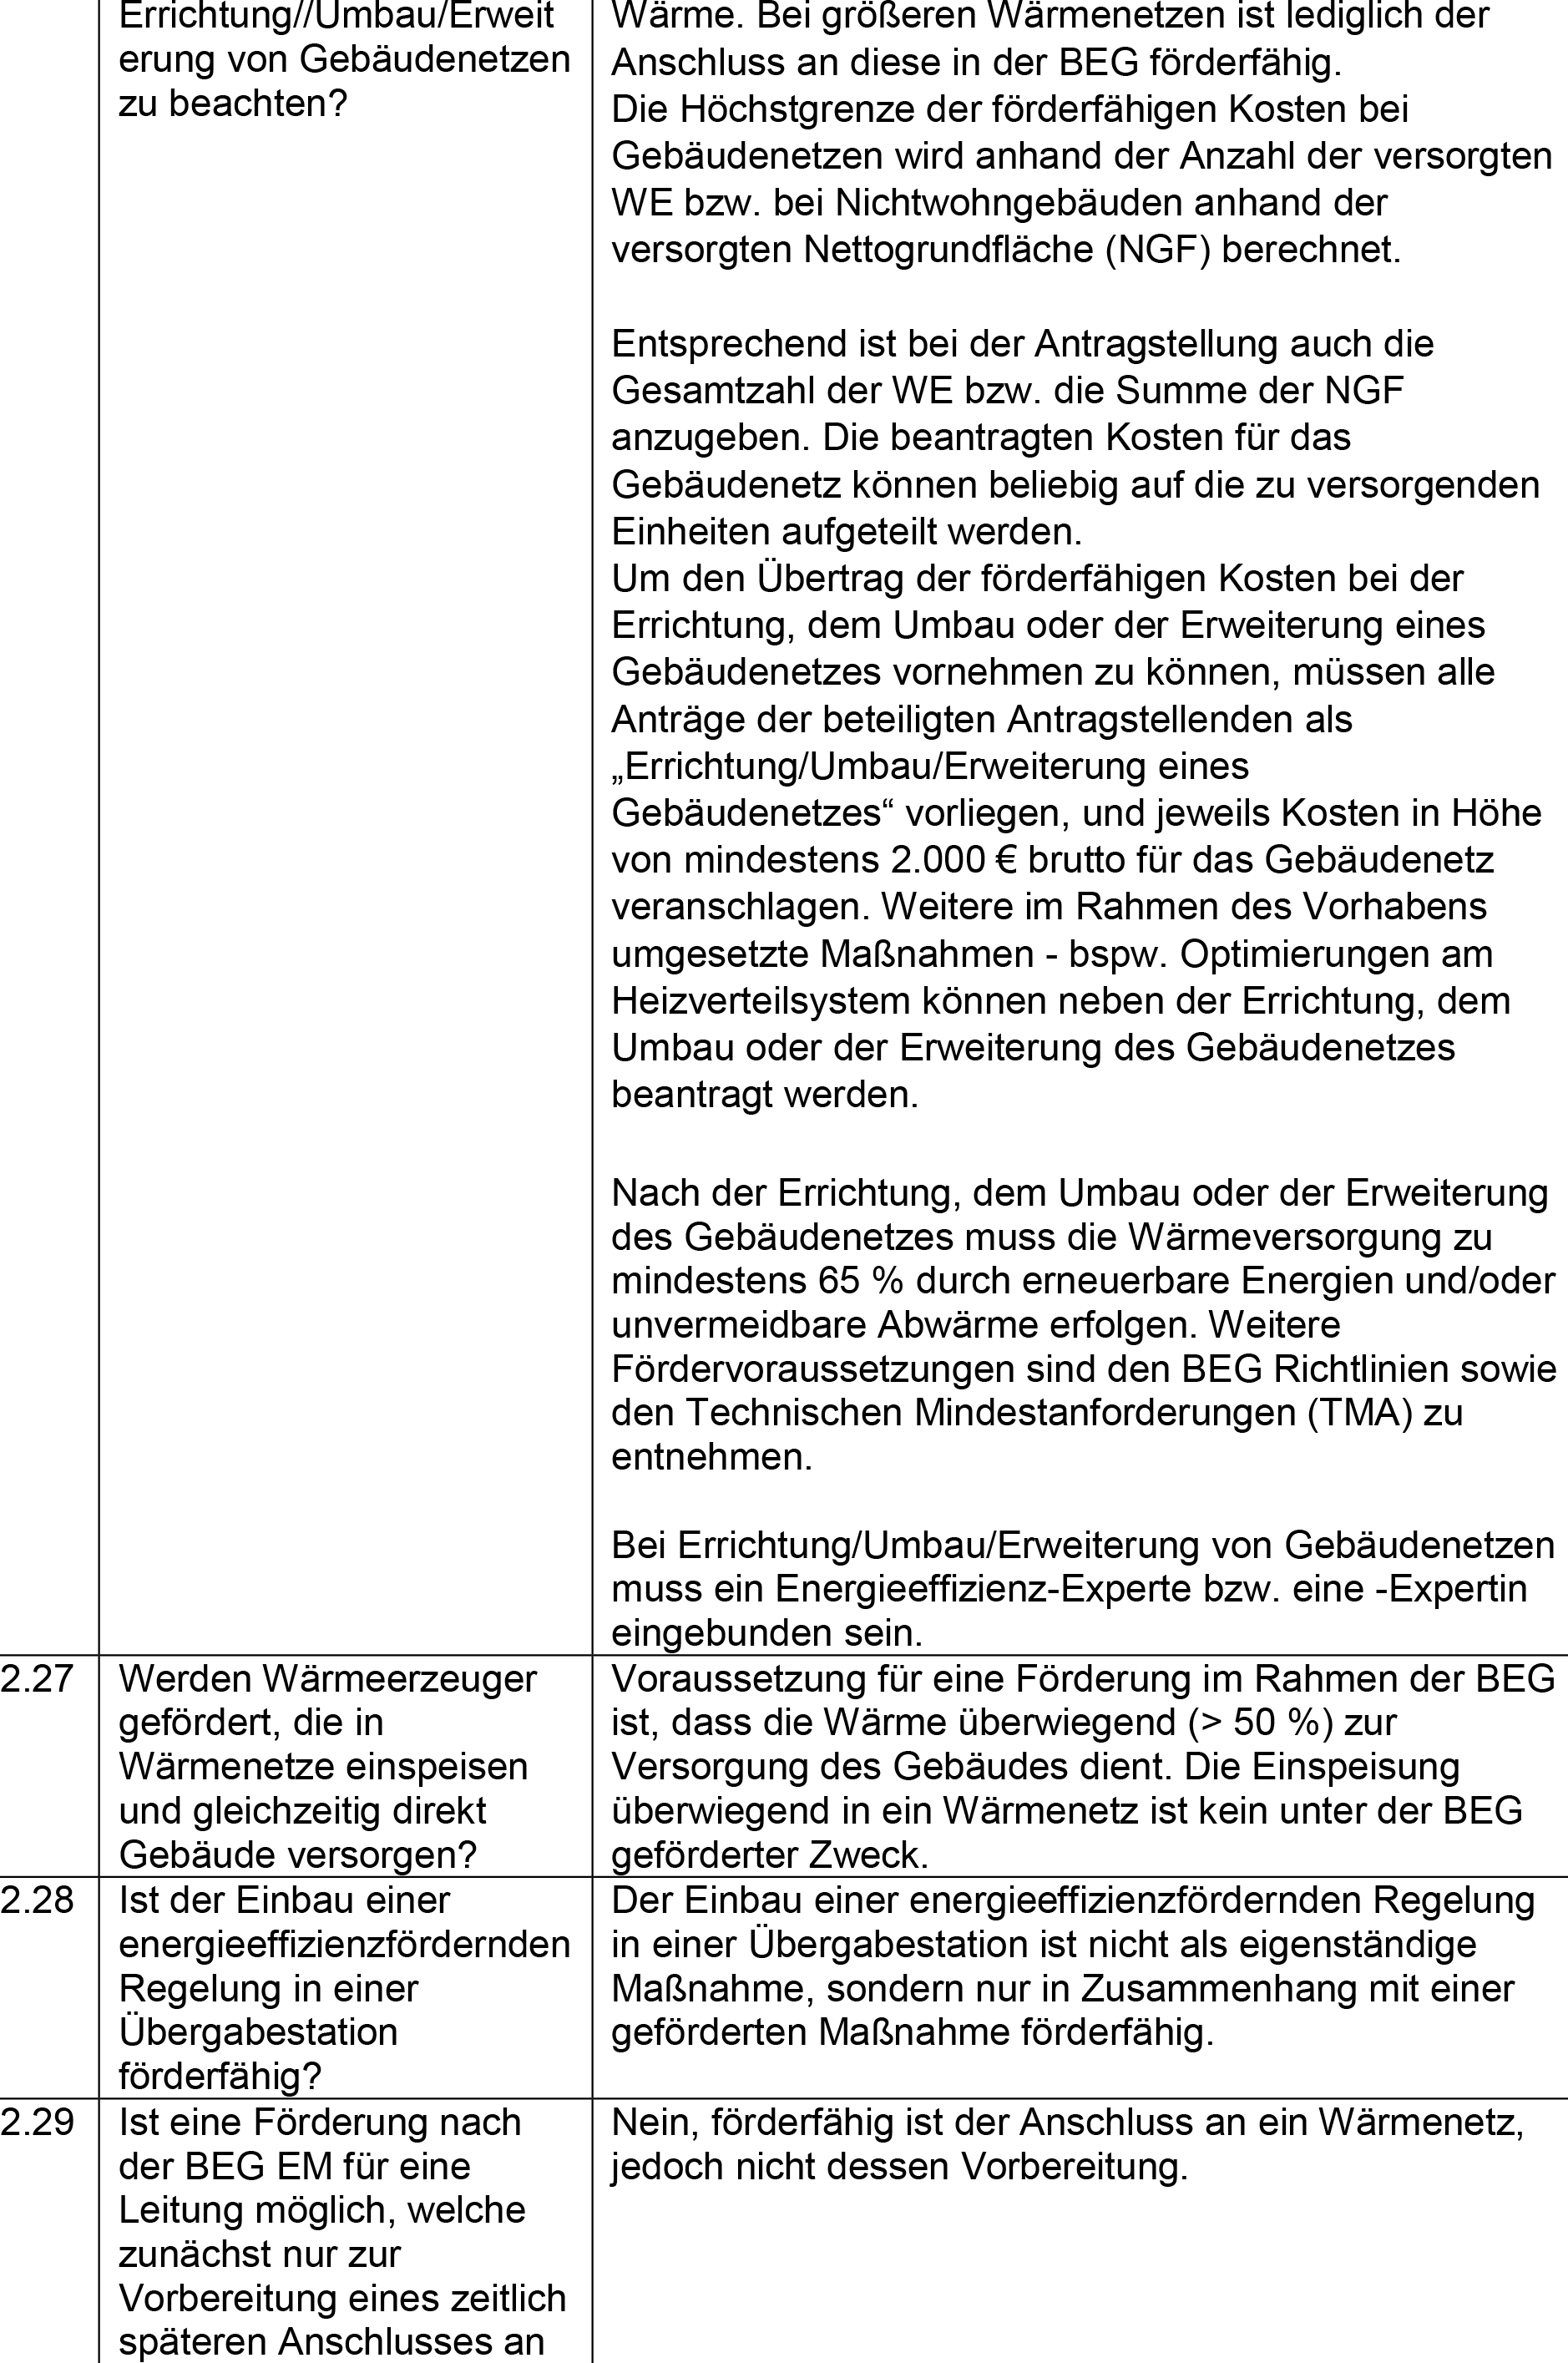 Errichtung//Umbau/Erweit
erung von Gebäudenetzen
zu beachten?
Wärme. Bei größeren Wärmenetzen ist lediglich der
Anschluss an diese in der BEG förderfähig.
Die Höchstgrenze der förderfähigen Kosten bei
Gebäudenetzen wird anhand der Anzahl der versorgten
WE bzw. bei Nichtwohngebäuden anhand der
versorgten Nettogrundfläche (NGF) berechnet.
Entsprechend ist bei der Antragstellung auch die
Gesamtzahl der WE bzw. die Summe der NGF
anzugeben. Die beantragten Kosten für das
Gebäudenetz können beliebig auf die zu versorgenden
Einheiten aufgeteilt werden.
Um den Übertrag der förderfähigen Kosten bei der
Errichtung, dem Umbau oder der Erweiterung eines
Gebäudenetzes vornehmen zu können, müssen alle
Anträge der beteiligten Antragstellenden als
„Errichtung/Umbau/Erweiterung eines
Gebäudenetzes“ vorliegen, und jeweils Kosten in Höhe
von mindestens 2.000 € brutto für das Gebäudenetz
veranschlagen. Weitere im Rahmen des Vorhabens
umgesetzte Maßnahmen - bspw. Optimierungen am
Heizverteilsystem können neben der Errichtung, dem
Umbau oder der Erweiterung des Gebäudenetzes
beantragt werden.
Nach der Errichtung, dem Umbau oder der Erweiterung
des Gebäudenetzes muss die Wärmeversorgung zu
mindestens 65 % durch erneuerbare Energien und/oder
unvermeidbare Abwärme erfolgen. Weitere
Fördervoraussetzungen sind den BEG Richtlinien sowie
den Technischen Mindestanforderungen (TMA) zu
entnehmen.
Bei Errichtung/Umbau/Erweiterung von Gebäudenetzen
muss ein Energieeffizienz-Experte bzw. eine -Expertin
eingebunden sein.
2.27
Werden Wärmeerzeuger
gefördert, die in
Wärmenetze einspeisen
und gleichzeitig direkt
Gebäude versorgen?
Voraussetzung für eine Förderung im Rahmen der BEG
ist, dass die Wärme überwiegend (> 50 %) zur
Versorgung des Gebäudes dient. Die Einspeisung
überwiegend in ein Wärmenetz ist kein unter der BEG
geförderter Zweck.
2.28
Ist der Einbau einer
energieeffizienzfördernden
Regelung in einer
Übergabestation
förderfähig?
Der Einbau einer energieeffizienzfördernden Regelung
in einer Übergabestation ist nicht als eigenständige
Maßnahme, sondern nur in Zusammenhang mit einer
geförderten Maßnahme förderfähig.
2.29
Ist eine Förderung nach
der BEG EM für eine
Leitung möglich, welche
zunächst nur zur
Vorbereitung eines zeitlich
späteren Anschlusses an
Nein, förderfähig ist der Anschluss an ein Wärmenetz,
jedoch nicht dessen Vorbereitung.